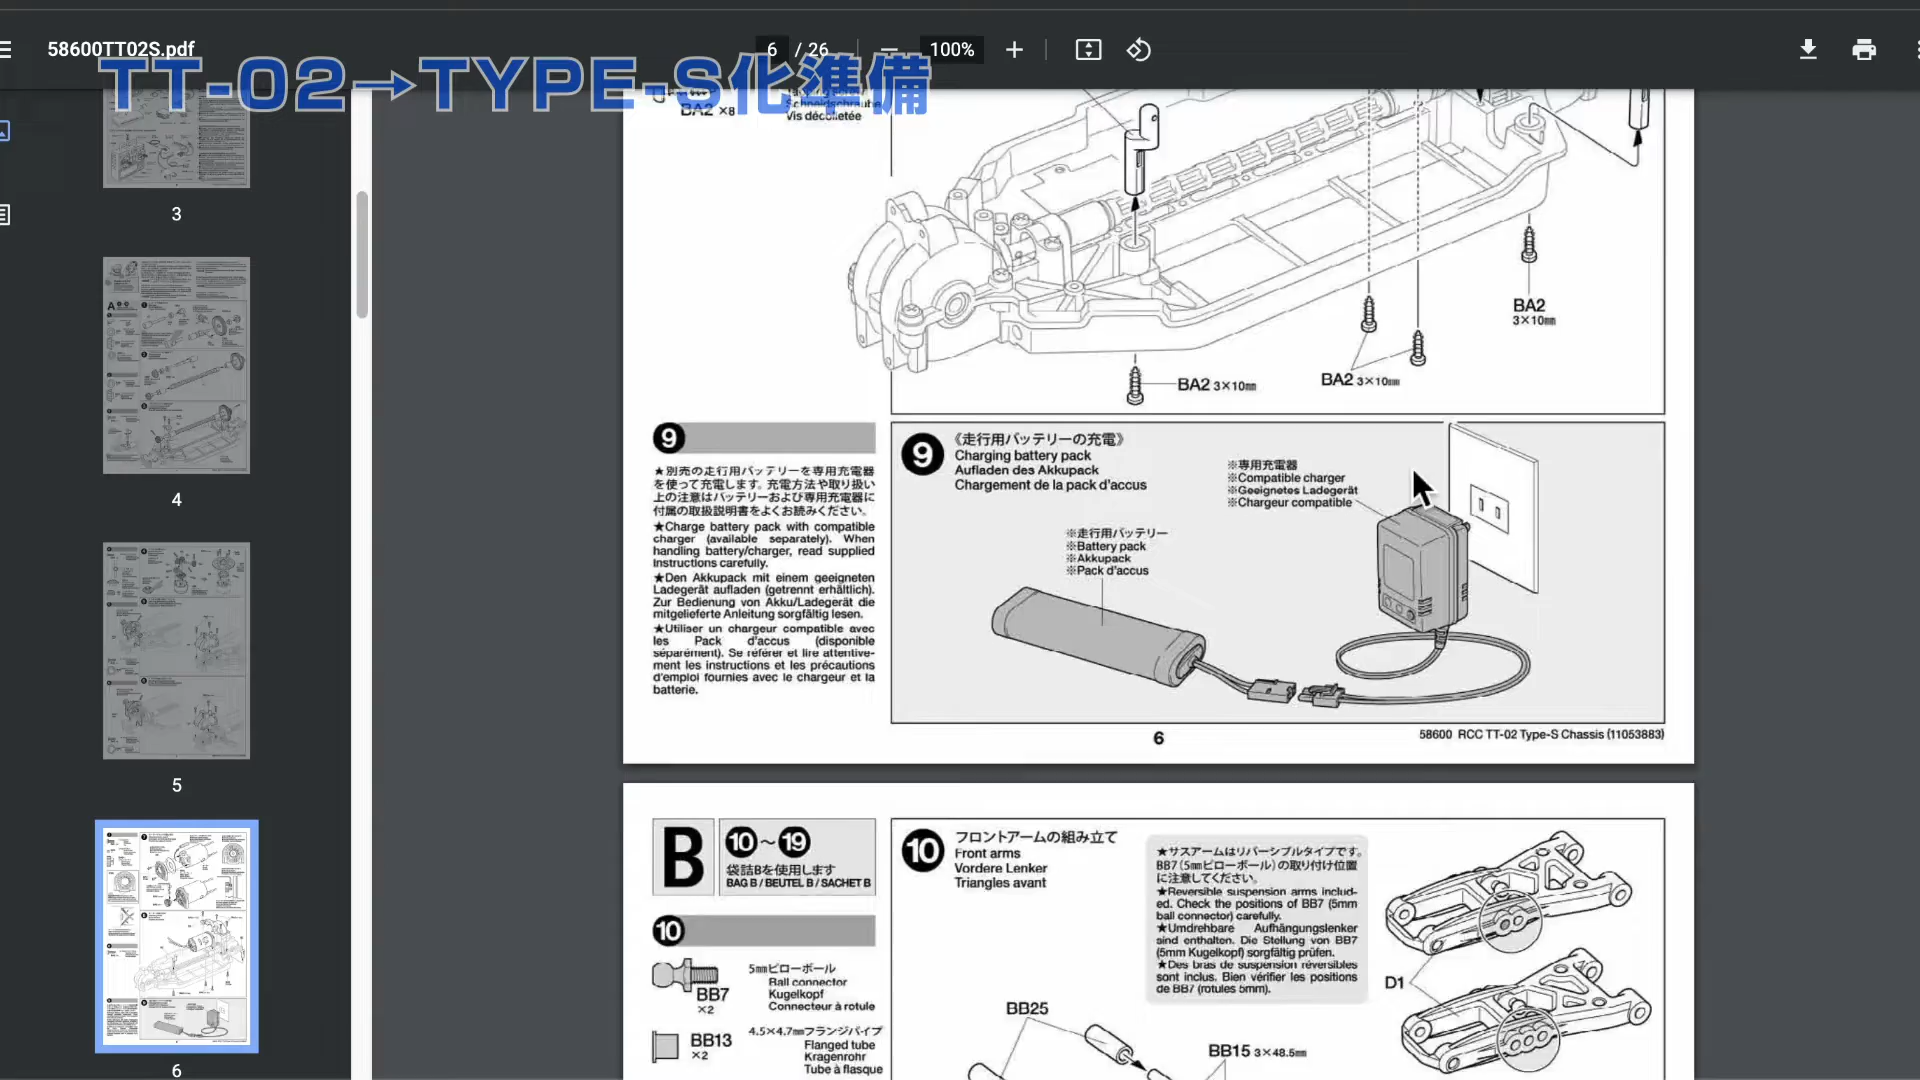 58600TT02S.pdf
6 / 26
100%
TT-02→TYPE-S化準備
3
4
5
6
BA2 ×8
Schneidschraube
Vis décolletée
BA2 3×10mm
BA2 3×10mm
BA2
3×10mm
9
★別売の走行用バッテリーを専用充電器
を使って充電します。充電方法や取り扱い
上の注意はバッテリーおよび専用充電器に
付属の取扱説明書をよくお読みください。
★Charge battery pack with compatible
charger (available separately). When
handling battery/charger, read supplied
instructions carefully.
★Den Akkupack mit einem geeigneten
Ladegerät aufladen (getrennt erhältlich).
Zur Bedienung von Akku/Ladegerät die
mitgelieferte Anleitung sorgfältig lesen.
★Utiliser un chargeur compatible avec
les Pack d'accus (disponible
séparément). Se référer et lire attentive-
ment les instructions et les précautions
d'emploi fournies avec le chargeur et la
batterie.
9
《走行用バッテリーの充電》
Charging battery pack
Aufladen des Akkupack
Chargement de la pack d'accus
※専用充電器
※Compatible charger
※Geeignetes Ladegerät
※Chargeur compatible
※走行用バッテリー
※Battery pack
※Akkupack
※Pack d'accus
6
58600 RCC TT-02 Type-S Chassis (11053883)
B
10～19
袋詰Bを使用します
BAG B / BEUTEL B / SACHET B
10
BB7
×2
5mmピローボール
Ball connector
Kugelkopf
Connecteur à rotule
BB13
×2
4.5×4.7mmフランジパイプ
Flanged tube
Kragenrohr
Tube à flasque
10
フロントアームの組み立て
Front arms
Vordere Lenker
Triangles avant
★サスアームはリバーシブルタイプです。
BB7（5mmピローボール）の取り付け位置
に注意してください。
★Reversible suspension arms includ-
ed. Check the positions of BB7 (5mm
ball connector) carefully.
★Umdrehbare Aufhängungslenker
sind enthalten. Die Stellung von BB7
(5mm Kugelkopf) sorgfältig prüfen.
★Des bras de suspension réversibles
sont inclus. Bien vérifier les positions
de BB7 (rotules 5mm).
D1
BB25
BB15 3×48.5mm